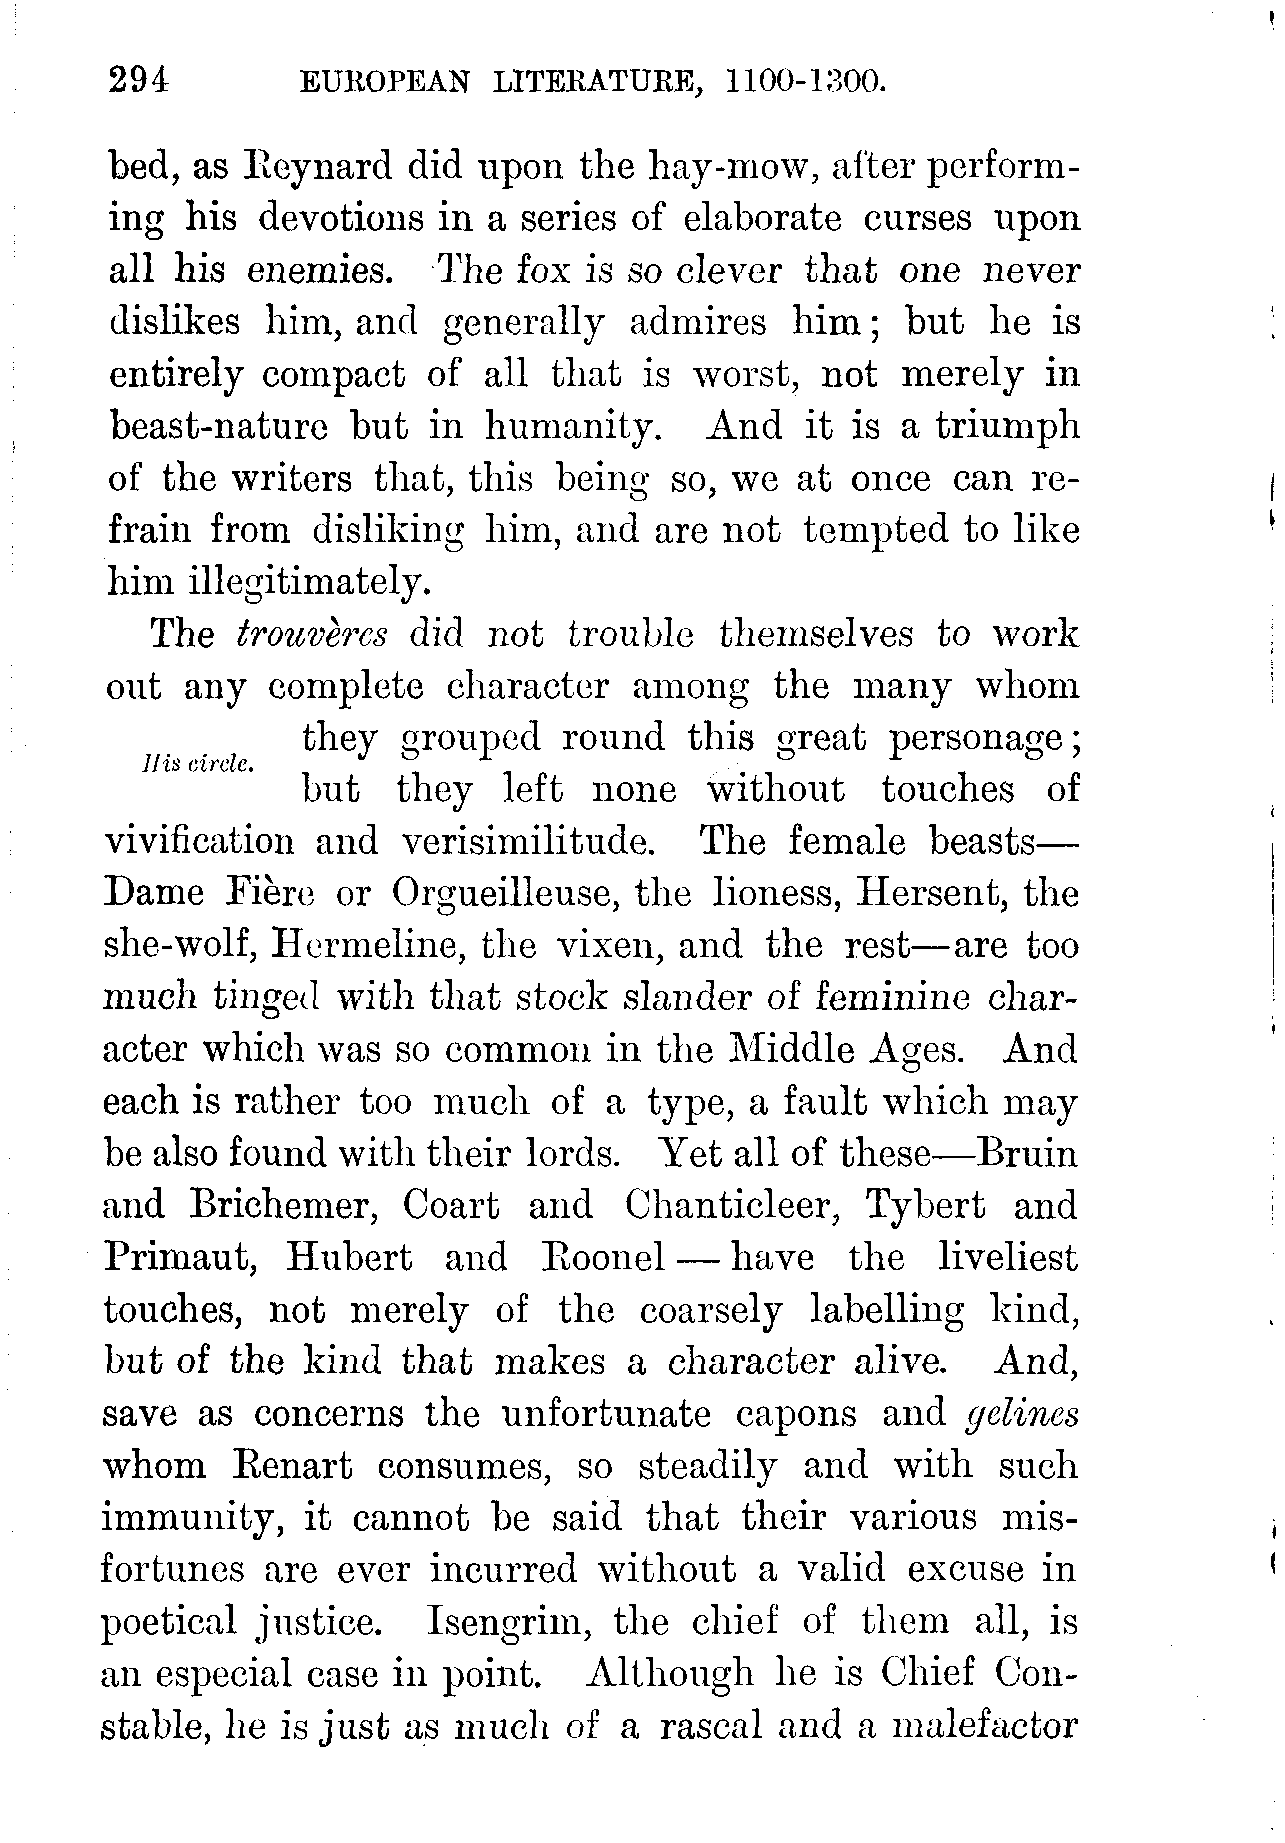 294 EUROPEAN LITERATURE, 1100-1300.
bed, as Reynard did upon the hay-mow, after perform-
ing his devotions in a series of elaborate curses upon
all his enemies. The fox is so clever that one never
dislikes him, and generally admires him; but he is
entirely compact of all that is worst, not merely in
beast-nature but in humanity. And it is a triumph
of the writers that, this being so, we at once can re-
frain from disliking him, and are not tempted to like
him illegitimately.
The trouvères did not trouble themselves to work
out any complete character among the many whom
they grouped round this great personage;
His circle.
but they left none without touches of
vivification and verisimilitude. The female beasts—
Dame Fière or Orgueilleuse, the lioness, Hersent, the
she-wolf, Hermeline, the vixen, and the rest—are too
much tinged with that stock slander of feminine char-
acter which was so common in the Middle Ages. And
each is rather too much of a type, a fault which may
be also found with their lords. Yet all of these—Bruin
and Brichemer, Coart and Chanticleer, Tybert and
Primaut, Hubert and Roonel — have the liveliest
touches, not merely of the coarsely labelling kind,
but of the kind that makes a character alive. And,
save as concerns the unfortunate capons and gelines
whom Renart consumes, so steadily and with such
immunity, it cannot be said that their various mis-
fortunes are ever incurred without a valid excuse in
poetical justice. Isengrim, the chief of them all, is
an especial case in point. Although he is Chief Con-
stable, he is just as much of a rascal and a malefactor